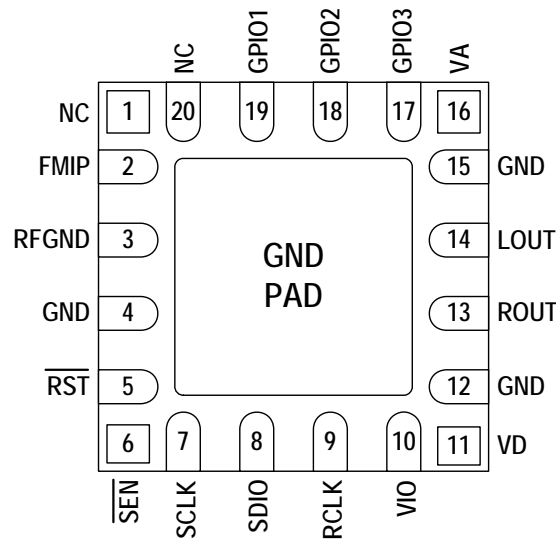 NC
GPIO1
GPIO2
GPIO3
VA
NC 1 20 19 18 17 16
FMIP 2 15 GND
RFGND 3 14 LOUT
GND PAD
GND 4 13 ROUT
RST 5 12 GND
6 7 8 9 10 11 VD
SEN
SCLK
SDIO
RCLK
VIO